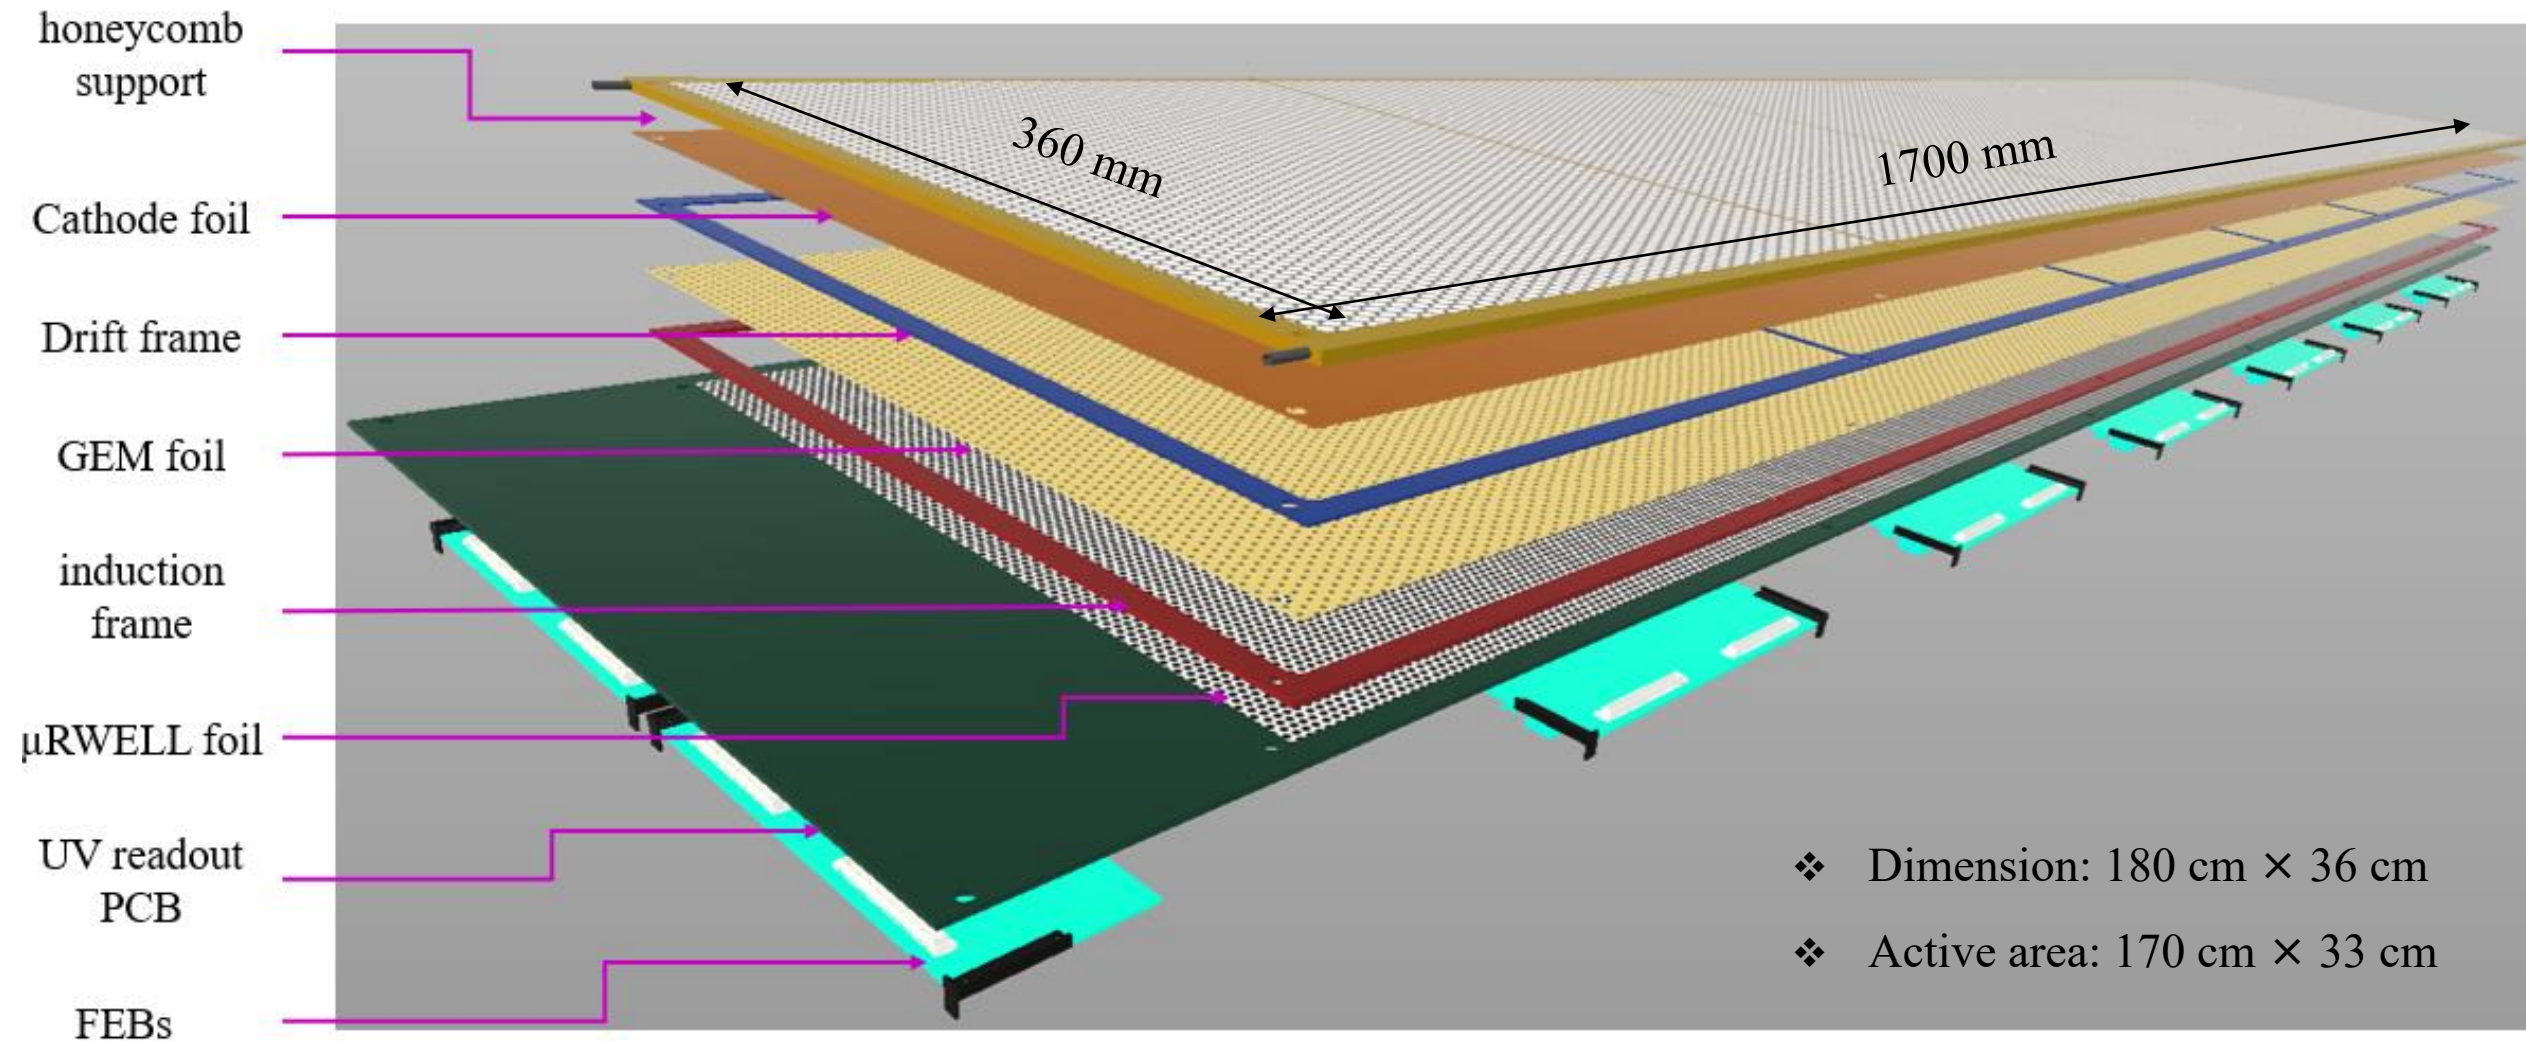 honeycomb
support
Cathode foil
Drift frame
GEM foil
induction
frame
μRWELL foil
UV readout
PCB
FEBs
360 mm
1700 mm
❖ Dimension: 180 cm × 36 cm
❖ Active area: 170 cm × 33 cm